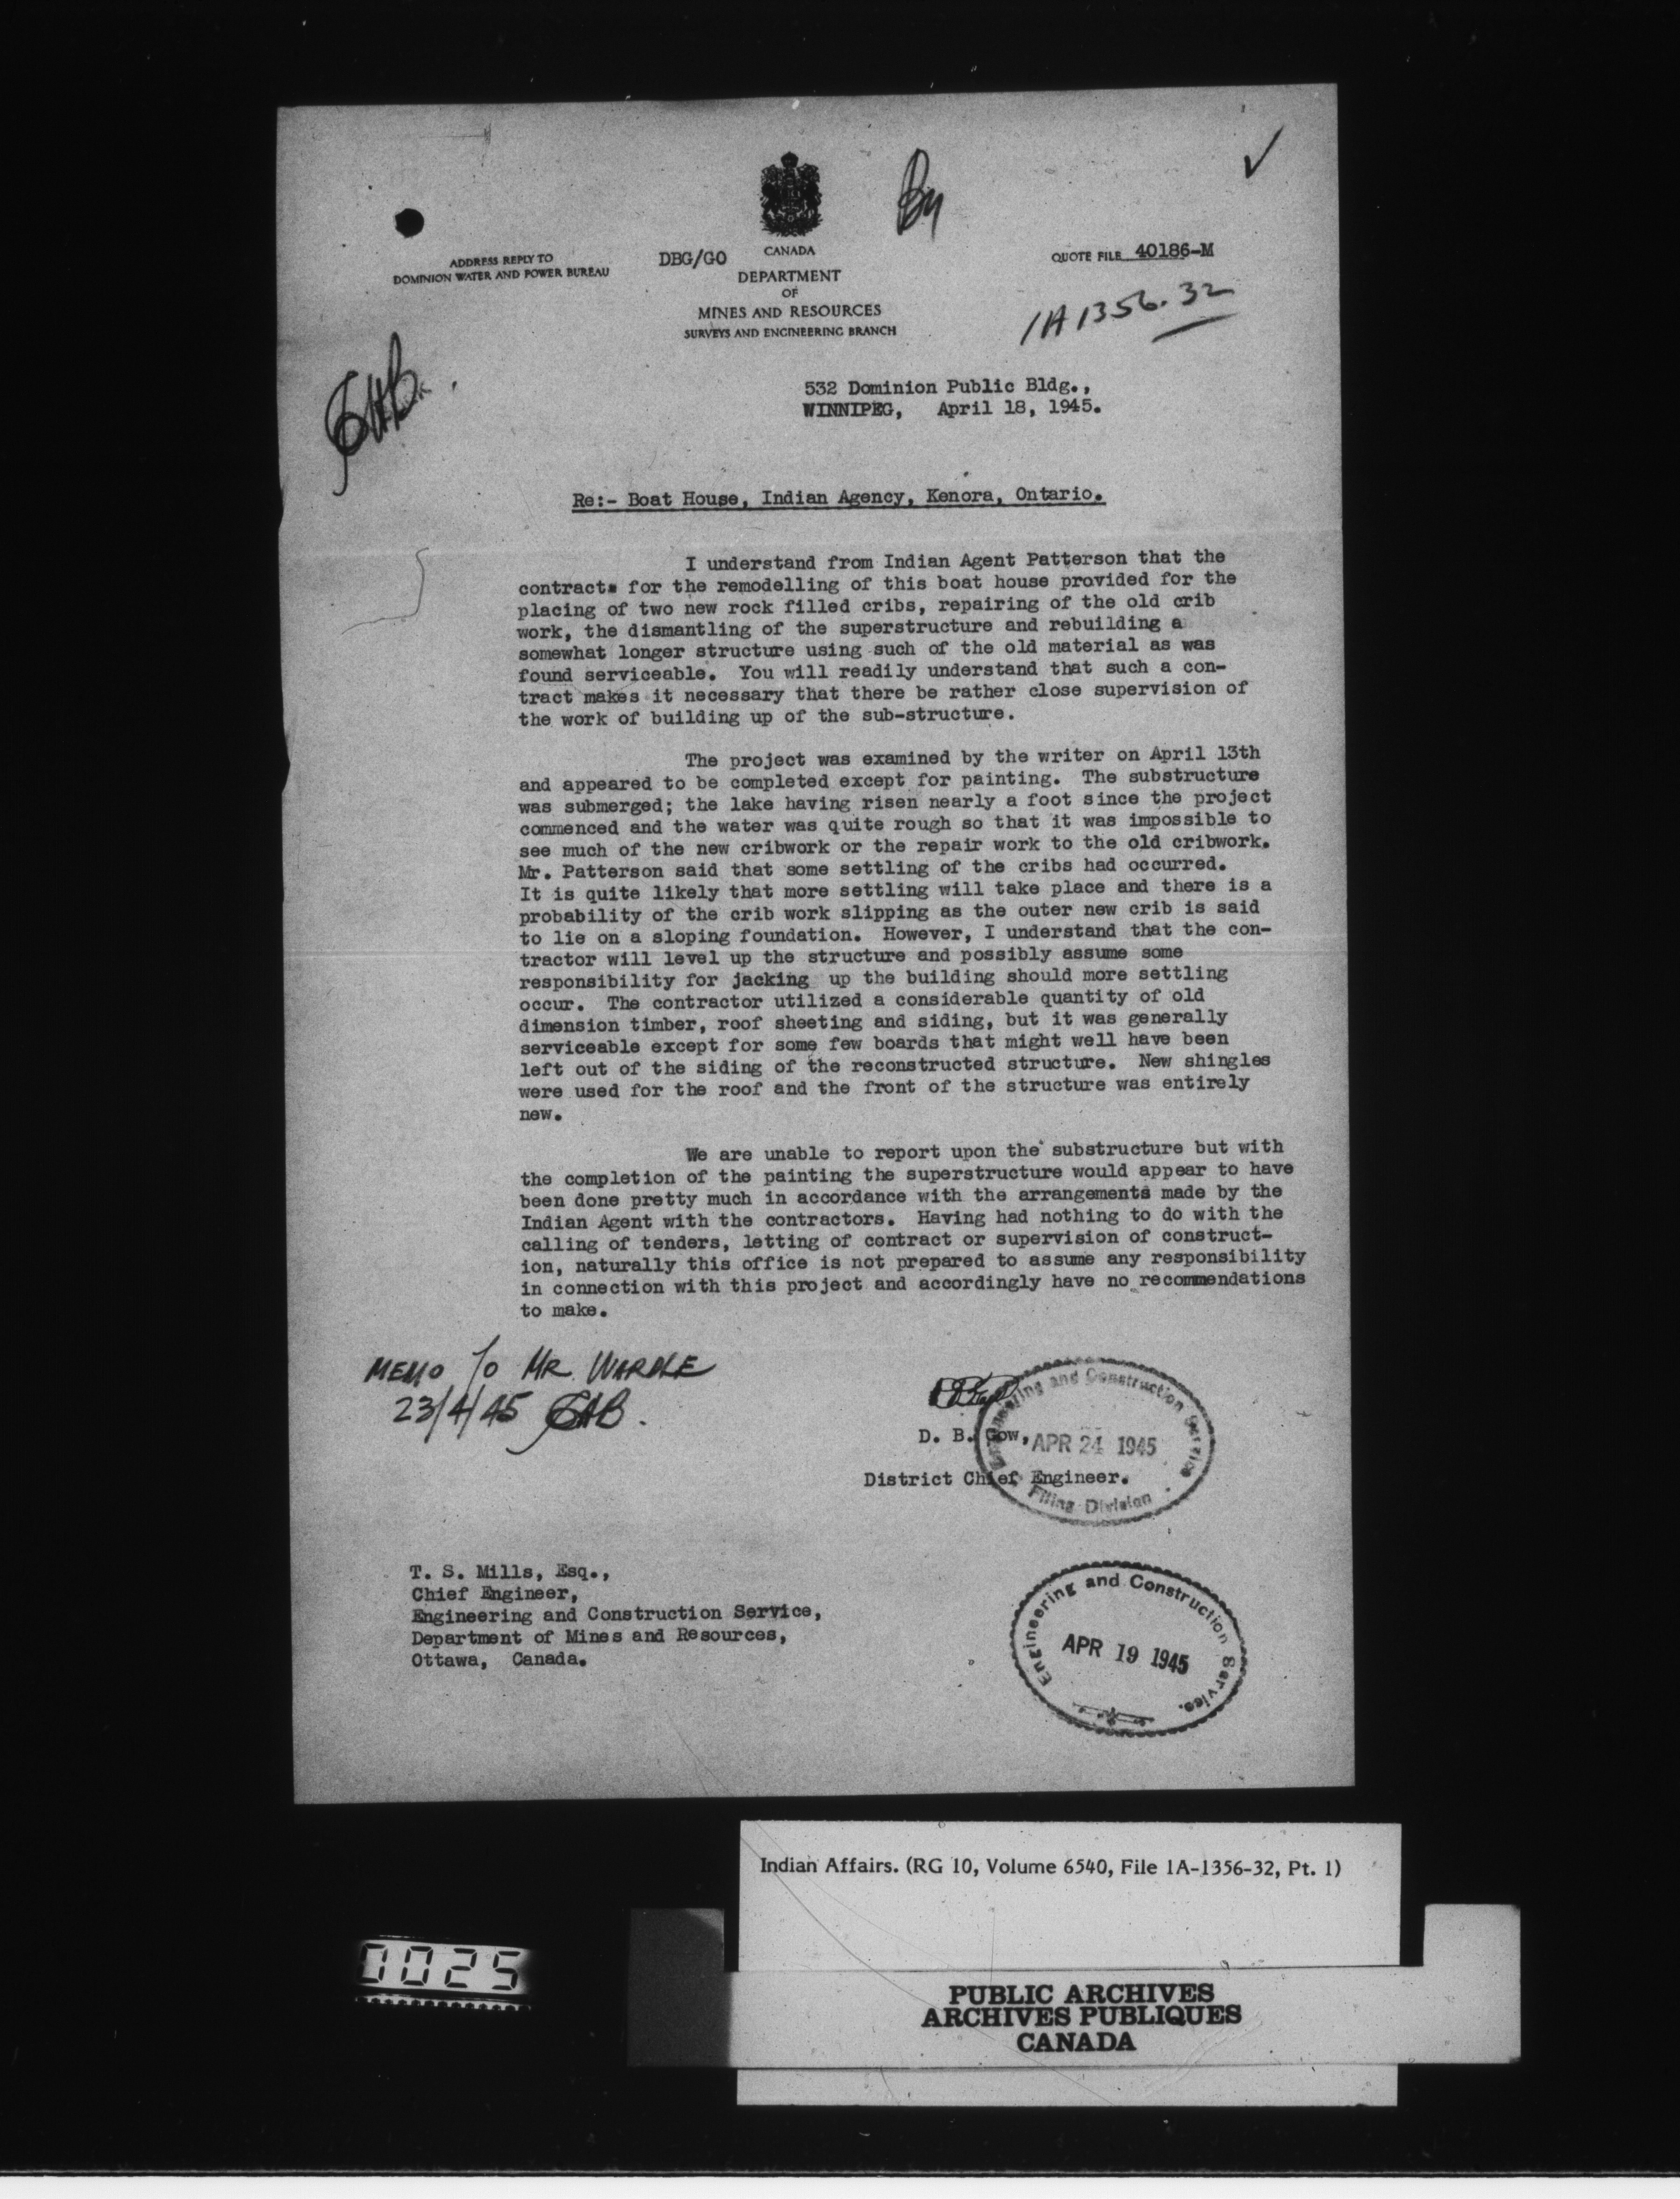 By
✓
CANADA
ADDRESS REPLY TO
DOMINION WATER AND POWER BUREAU
DBG/GO
QUOTE FILE 40186-M
DEPARTMENT
OF
MINES AND RESOURCES
SURVEYS AND ENGINEERING BRANCH
1A 1356-32
532 Dominion Public Bldg.,
WINNIPEG, April 18, 1945.
Re:- Boat House, Indian Agency, Kenora, Ontario.
I understand from Indian Agent Patterson that the
contracts for the remodelling of this boat house provided for the
placing of two new rock filled cribs, repairing of the old crib
work, the dismantling of the superstructure and rebuilding a
somewhat longer structure using such of the old material as was
found serviceable. You will readily understand that such a con-
tract makes it necessary that there be rather close supervision of
the work of building up of the sub-structure.
The project was examined by the writer on April 13th
and appeared to be completed except for painting. The substructure
was submerged; the lake having risen nearly a foot since the project
commenced and the water was quite rough so that it was impossible to
see much of the new cribwork or the repair work to the old cribwork.
Mr. Patterson said that some settling of the cribs had occurred.
It is quite likely that more settling will take place and there is a
probability of the crib work slipping as the outer new crib is said
to lie on a sloping foundation. However, I understand that the con-
tractor will level up the structure and possibly assume some
responsibility for jacking up the building should more settling
occur. The contractor utilized a considerable quantity of old
dimension timber, roof sheeting and siding, but it was generally
serviceable except for some few boards that might well have been
left out of the siding of the reconstructed structure. New shingles
were used for the roof and the front of the structure was entirely
new.
We are unable to report upon the substructure but with
the completion of the painting the superstructure would appear to have
been done pretty much in accordance with the arrangements made by the
Indian Agent with the contractors. Having had nothing to do with the
calling of tenders, letting of contract or supervision of construct-
ion, naturally this office is not prepared to assume any responsibility
in connection with this project and accordingly have no recommendations
to make.
MEMO TO MR. WARDLE
23/4/45
D. B. Gow,
District Chief Engineer.
Engineering and Construction Service
APR 24 1945
Filing Division
T. S. Mills, Esq.,
Chief Engineer,
Engineering and Construction Service,
Department of Mines and Resources,
Ottawa, Canada.
Engineering and Construction Service.
APR 19 1945
Indian Affairs. (RG 10, Volume 6540, File 1A-1356-32, Pt. 1)
0025
PUBLIC ARCHIVES
ARCHIVES PUBLIQUES
CANADA